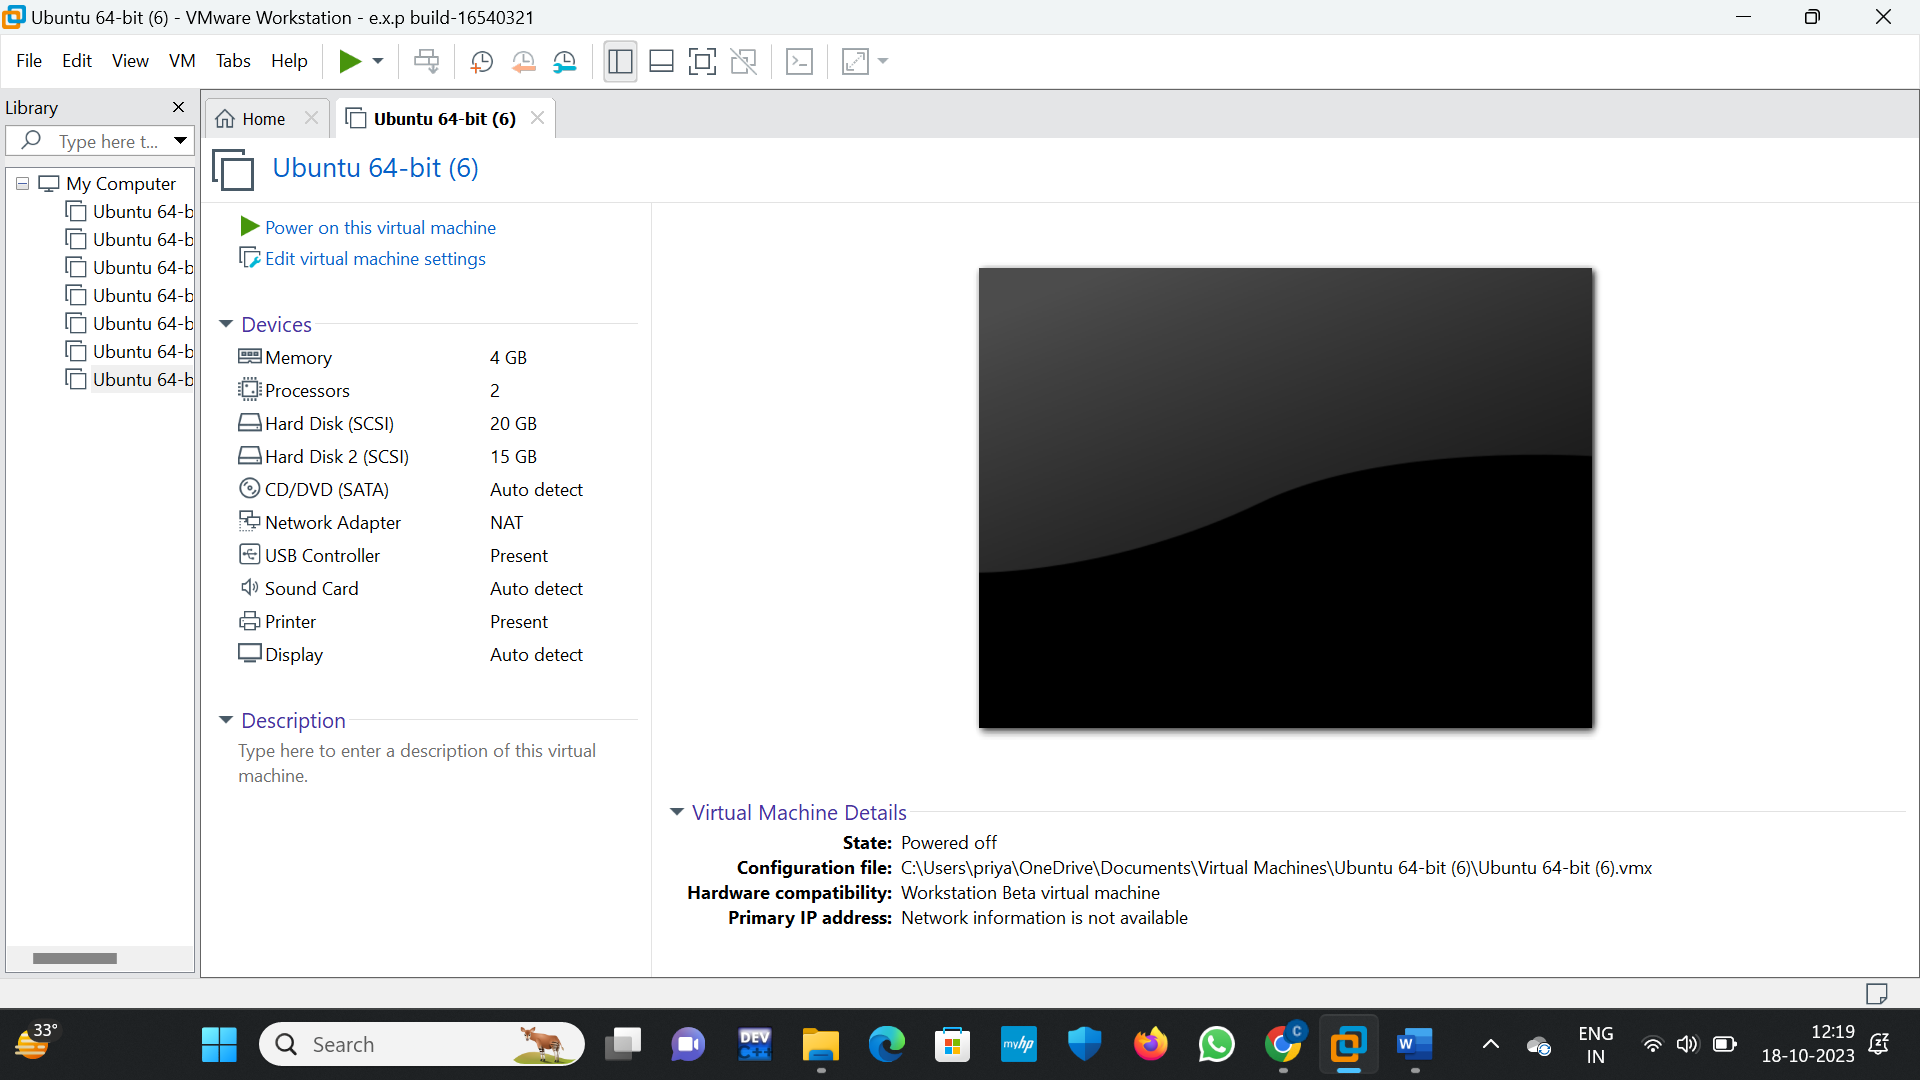 Ubuntu 64-bit (6) - VMware Workstation - e.x.p build-16540321
File Edit View VM Tabs Help
Library
Type here t...
My Computer
Ubuntu 64-b
Ubuntu 64-b
Ubuntu 64-b
Ubuntu 64-b
Ubuntu 64-b
Ubuntu 64-b
Ubuntu 64-b
Home Ubuntu 64-bit (6)
Ubuntu 64-bit (6)
Power on this virtual machine
Edit virtual machine settings
Devices
Memory 4 GB
Processors 2
Hard Disk (SCSI) 20 GB
Hard Disk 2 (SCSI) 15 GB
CD/DVD (SATA) Auto detect
Network Adapter NAT
USB Controller Present
Sound Card Auto detect
Printer Present
Display Auto detect
Description
Type here to enter a description of this virtual
machine.
Virtual Machine Details
State: Powered off
Configuration file: C:\Users\priya\OneDrive\Documents\Virtual Machines\Ubuntu 64-bit (6)\Ubuntu 64-bit (6).vmx
Hardware compatibility: Workstation Beta virtual machine
Primary IP address: Network information is not available
33°
Search
DEV
C++
myhp
C
W
ENG
IN
12:19
18-10-2023